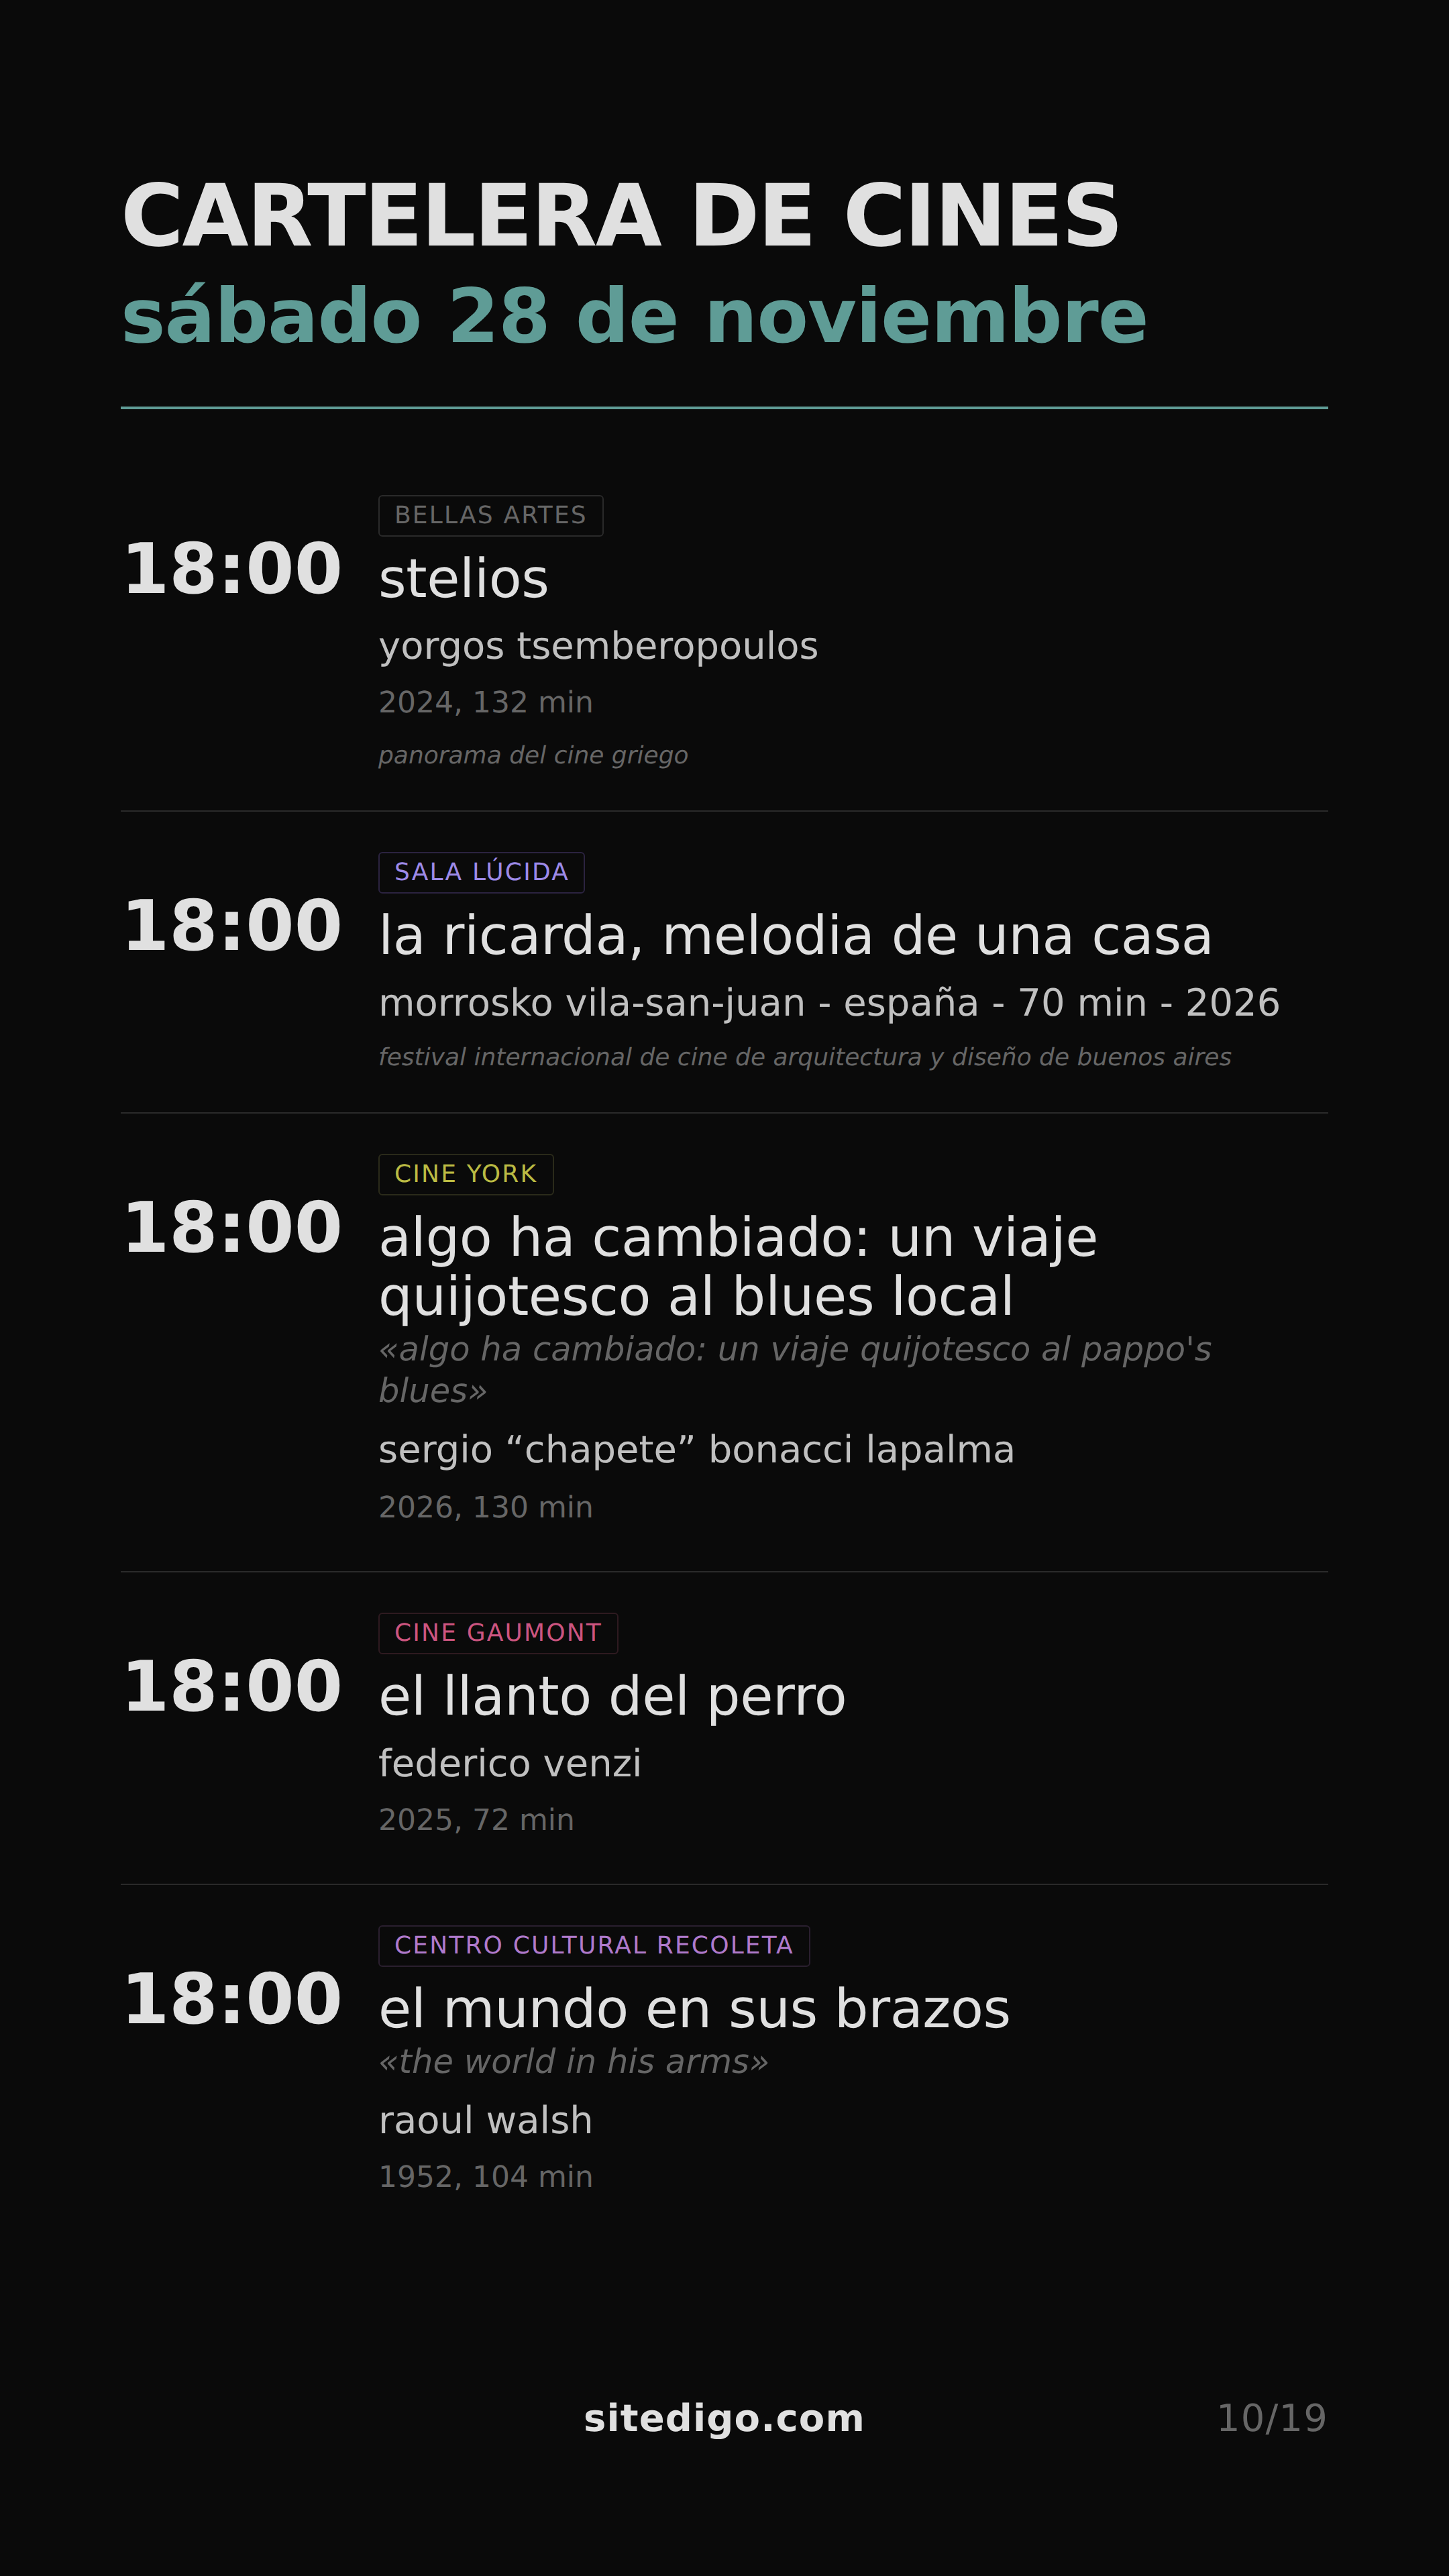 CARTELERA DE CINES
sábado 28 de noviembre
BELLAS ARTES
18:00
stelios
yorgos tsemberopoulos
2024, 132 min
panorama del cine griego
SALA LÚCIDA
18:00
la ricarda, melodia de una casa
morrosko vila-san-juan - españa - 70 min - 2026
festival internacional de cine de arquitectura y diseño de buenos aires
CINE YORK
18:00
algo ha cambiado: un viaje
quijotesco al blues local
«algo ha cambiado: un viaje quijotesco al pappo's
blues»
sergio “chapete” bonacci lapalma
2026, 130 min
CINE GAUMONT
18:00
el llanto del perro
federico venzi
2025, 72 min
CENTRO CULTURAL RECOLETA
18:00
el mundo en sus brazos
«the world in his arms»
raoul walsh
1952, 104 min
sitedigo.com
10/19